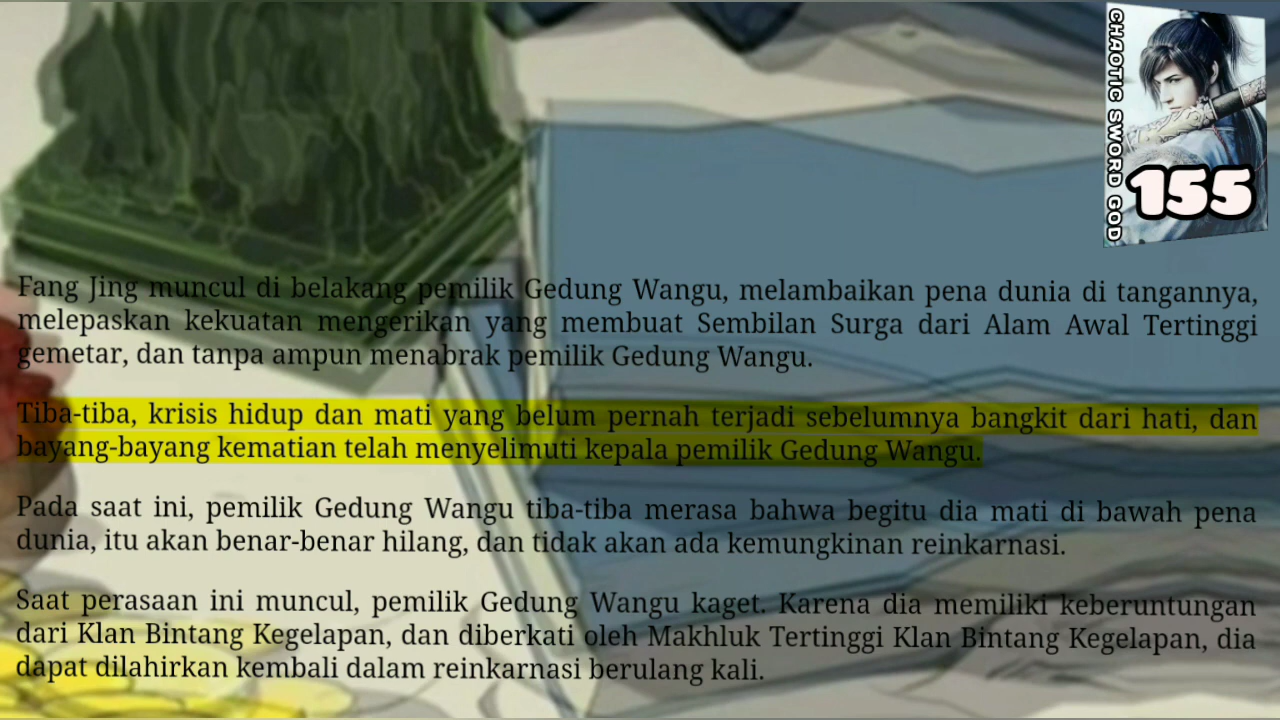 CHAOTIC SWORD GOD
155
Fang Jing muncul di belakang pemilik Gedung Wangu, melambaikan pena dunia di tangannya,
melepaskan kekuatan mengerikan yang membuat Sembilan Surga dari Alam Awal Tertinggi
gemetar, dan tanpa ampun menabrak pemilik Gedung Wangu.
Tiba-tiba, krisis hidup dan mati yang belum pernah terjadi sebelumnya bangkit dari hati, dan
bayang-bayang kematian telah menyelimuti kepala pemilik Gedung Wangu.
Pada saat ini, pemilik Gedung Wangu tiba-tiba merasa bahwa begitu dia mati di bawah pena
dunia, itu akan benar-benar hilang, dan tidak akan ada kemungkinan reinkarnasi.
Saat perasaan ini muncul, pemilik Gedung Wangu kaget. Karena dia memiliki keberuntungan
dari Klan Bintang Kegelapan, dan diberkati oleh Makhluk Tertinggi Klan Bintang Kegelapan, dia
dapat dilahirkan kembali dalam reinkarnasi berulang kali.